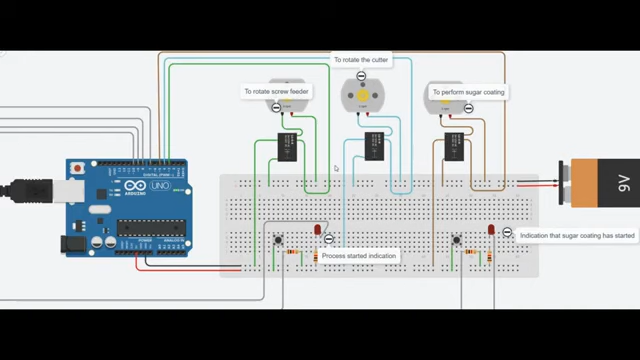 To rotate the cutter
To rotate screw feeder
To perform sugar coating
UNO
ARDUINO
9V
Indication that sugar coating has started
Process started indication